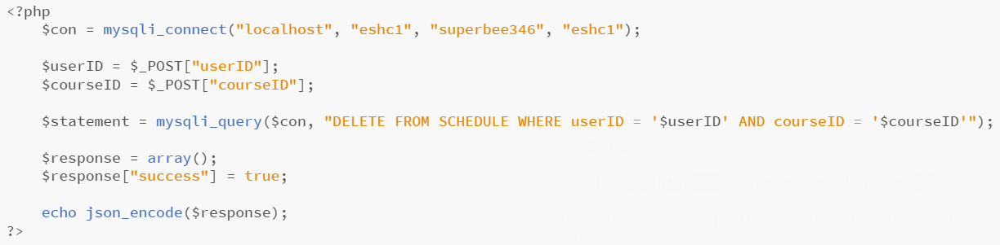 <?php
    $con = mysqli_connect("localhost", "eshc1", "superbee346", "eshc1");

    $userID = $_POST["userID"];
    $courseID = $_POST["courseID"];

    $statement = mysqli_query($con, "DELETE FROM SCHEDULE WHERE userID = '$userID' AND courseID = '$courseID'");

    $response = array();
    $response["success"] = true;

    echo json_encode($response);
?>